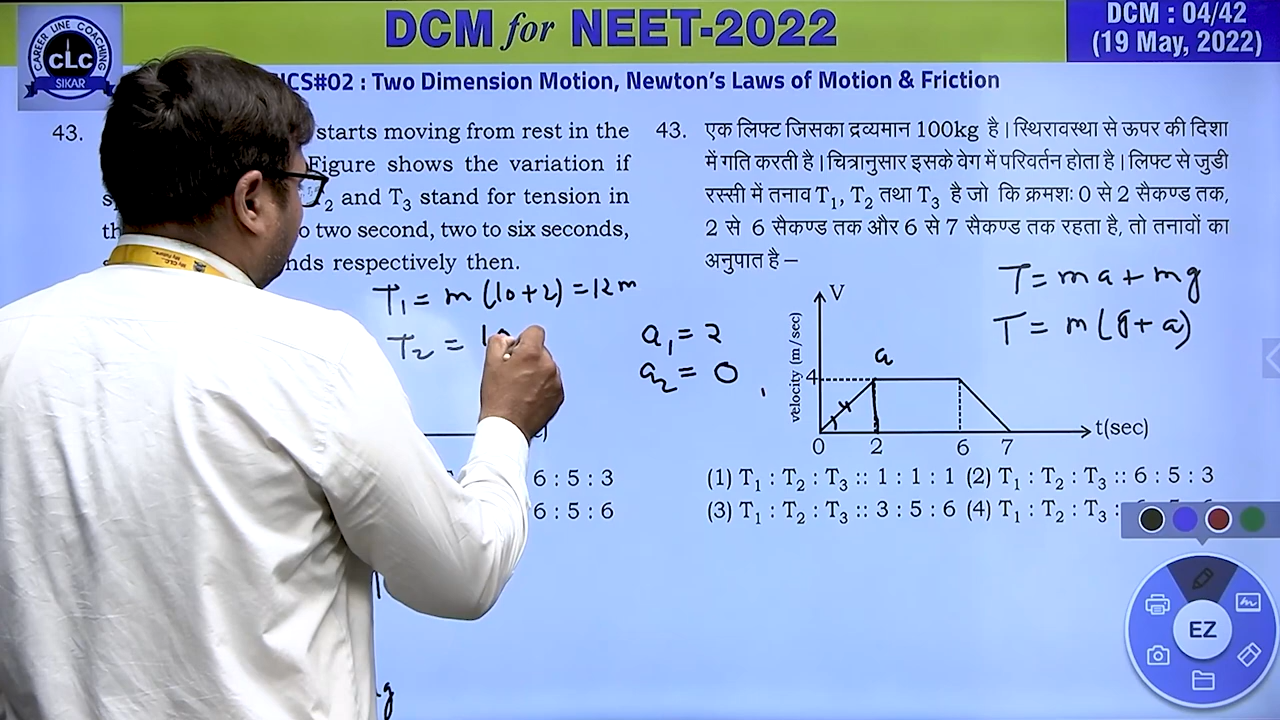 DCM for NEET-2022
DCM : 04/42
(19 May, 2022)
CAREER LINE COACHING
CLC
SIKAR
ICS#02 : Two Dimension Motion, Newton's Laws of Motion & Friction
43. starts moving from rest in the
Figure shows the variation if
T2 and T3 stand for tension in
th o two second, two to six seconds,
nds respectively then.
T1 = m (10+2) = 12m
T2 = 10
a1 = 2
a2 = 0 ,
6 : 5 : 3
6 : 5 : 6
43. एक लिफ्ट जिसका द्रव्यमान 100kg है। स्थिरावस्था से ऊपर की दिशा
में गति करती है। चित्रानुसार इसके वेग में परिवर्तन होता है। लिफ्ट से जुडी
रस्सी में तनाव T1, T2 तथा T3 है जो कि क्रमशः 0 से 2 सैकण्ड तक,
2 से 6 सैकण्ड तक और 6 से 7 सैकण्ड तक रहता है, तो तनावों का
अनुपात है –
T = ma + mg
T = m(g + a)
V
velocity (m/sec)
a
4
0 2 6 7
t(sec)
(1) T1 : T2 : T3 :: 1 : 1 : 1 (2) T1 : T2 : T3 :: 6 : 5 : 3
(3) T1 : T2 : T3 :: 3 : 5 : 6 (4) T1 : T2 : T3 :
EZ
g